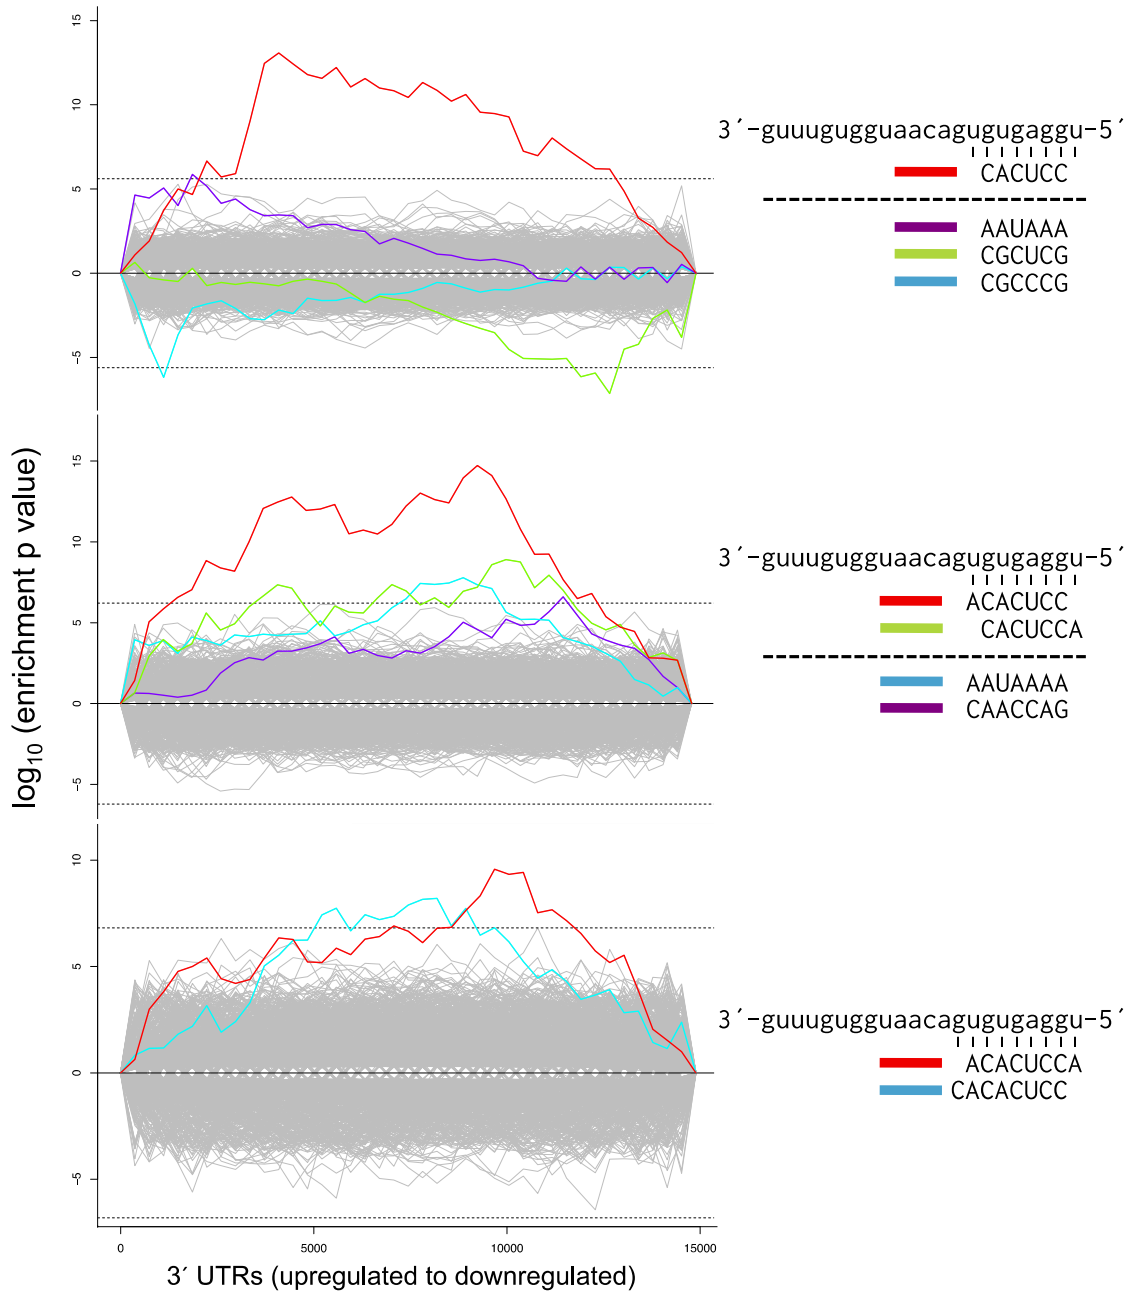 15
10
5
0
−5
3´-guuugugguaacagugugaggu-5´
CACUCC
AAUAAA
CGCUCG
CGCCCG
log10 (enrichment p value)
15
10
5
0
−5
3´-guuugugguaacagugugaggu-5´
ACACUCC
CACUCCA
AAUAAAA
CAACCAG
10
5
0
−5
3´-guuugugguaacagugugaggu-5´
ACACUCCA
CACACUCC
0 5000 10000 15000
3´ UTRs (upregulated to downregulated)